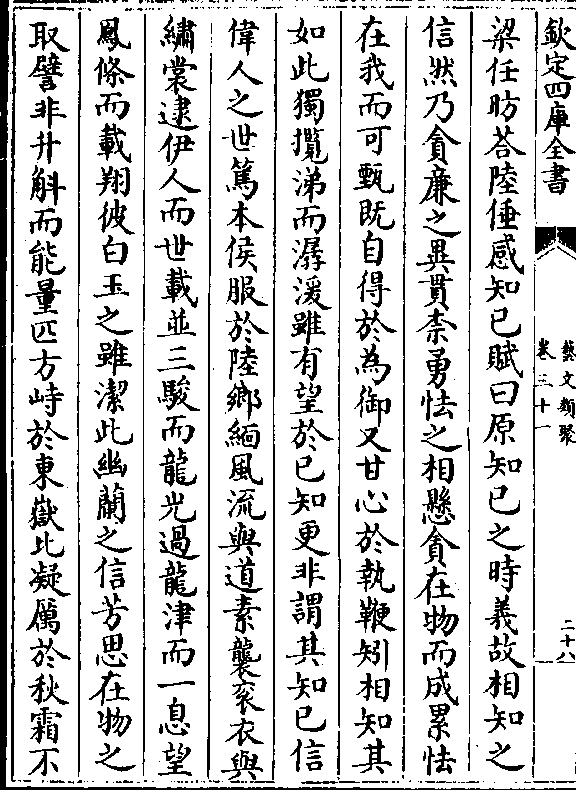 欽定四庫全書
藝文類聚
卷三十一
二十八
梁任昉荅陸倕感知己賦曰原知己之時義故相知之
信然乃貪廉之異貫柰勇怯之相懸貪在物而成累怯
在我而可甄既自得於為御又甘心於執鞭矧相知其
如此獨攬涕而潺湲雖有望於已知更非謂其知已信
偉人之世篤本侯服於陸鄉緬風流與道素襲衮衣與
繡裳逮伊人而世載並三駿而龍光過龍津而一息望
鳳條而載翔彼白玉之雖潔此幽蘭之信芳思在物之
取譬非升斛而能量匹方峙於東嶽比凝厲於秋霜不